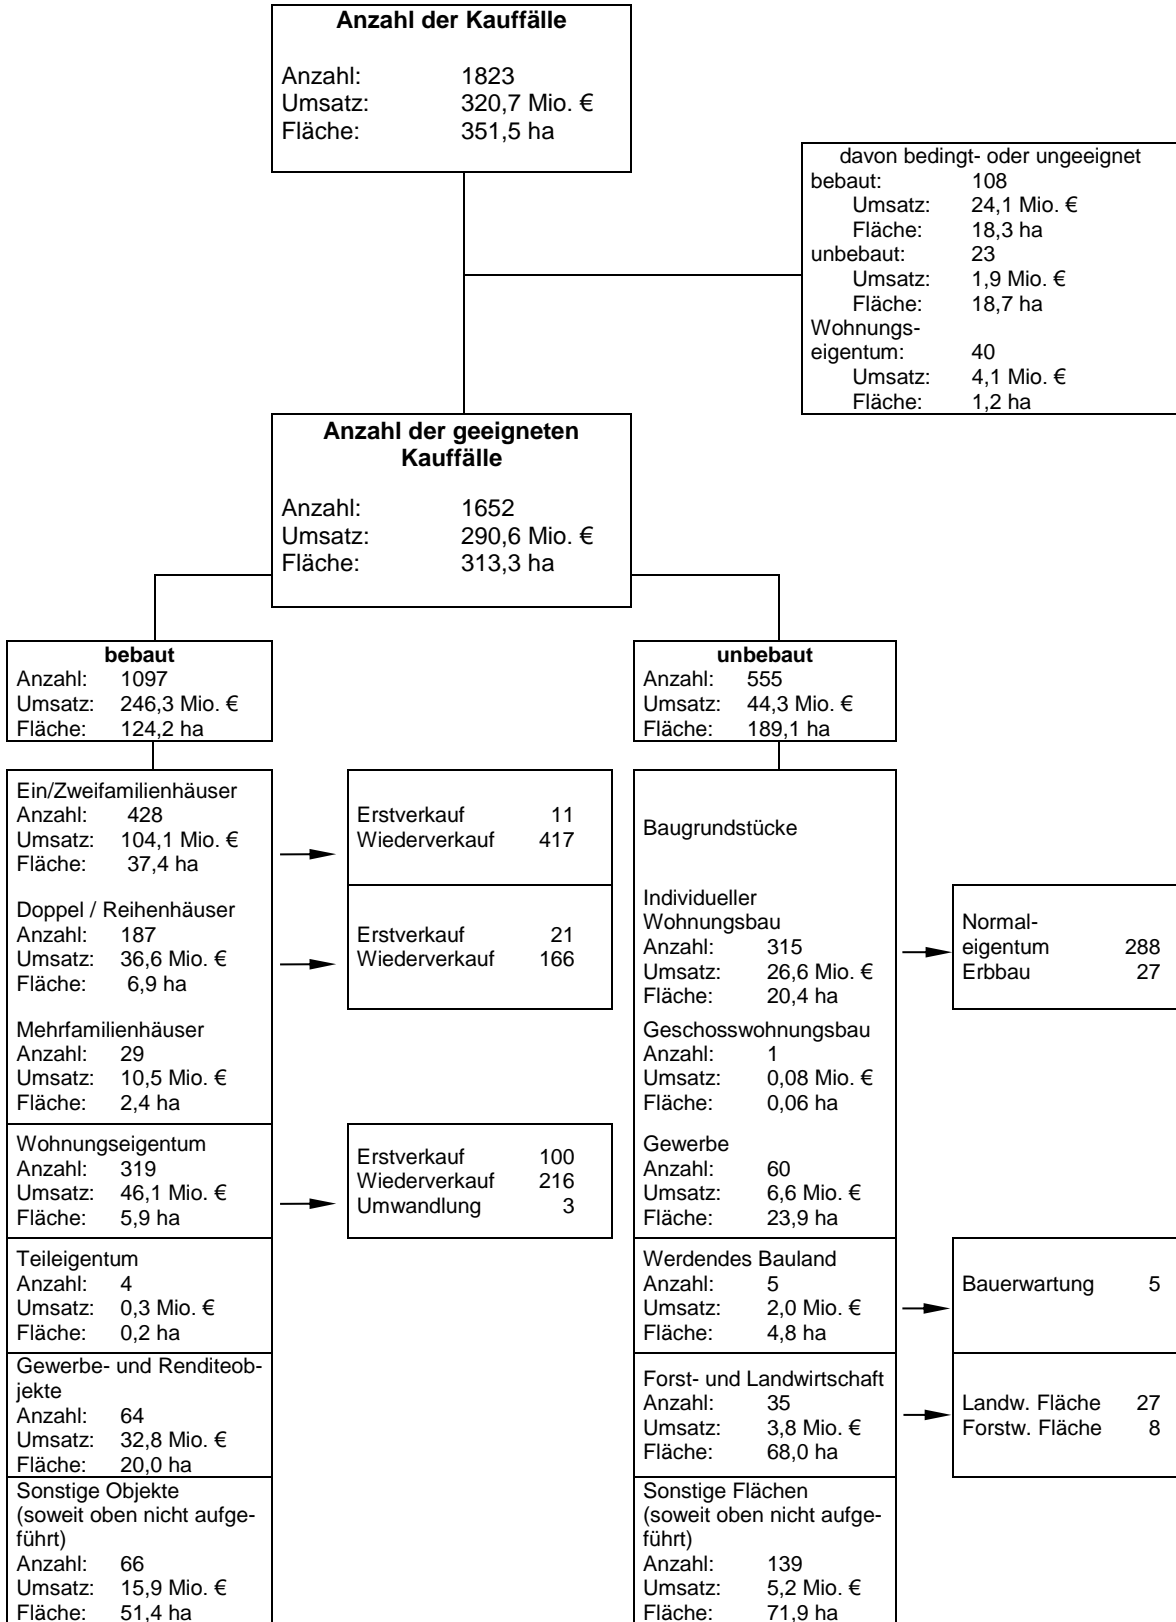 Anzahl der Kauffälle
Anzahl: 1823
Umsatz: 320,7 Mio. €
Fläche: 351,5 ha
davon bedingt- oder ungeeignet
bebaut: 108
Umsatz: 24,1 Mio. €
Fläche: 18,3 ha
unbebaut: 23
Umsatz: 1,9 Mio. €
Fläche: 18,7 ha
Wohnungs-
eigentum: 40
Umsatz: 4,1 Mio. €
Fläche: 1,2 ha
Anzahl der geeigneten
Kauffälle
Anzahl: 1652
Umsatz: 290,6 Mio. €
Fläche: 313,3 ha
bebaut
Anzahl: 1097
Umsatz: 246,3 Mio. €
Fläche: 124,2 ha
Ein/Zweifamilienhäuser
Anzahl: 428
Umsatz: 104,1 Mio. €
Fläche: 37,4 ha
Erstverkauf 11
Wiederverkauf 417
Doppel / Reihenhäuser
Anzahl: 187
Umsatz: 36,6 Mio. €
Fläche: 6,9 ha
Erstverkauf 21
Wiederverkauf 166
Mehrfamilienhäuser
Anzahl: 29
Umsatz: 10,5 Mio. €
Fläche: 2,4 ha
Wohnungseigentum
Anzahl: 319
Umsatz: 46,1 Mio. €
Fläche: 5,9 ha
Erstverkauf 100
Wiederverkauf 216
Umwandlung 3
Teileigentum
Anzahl: 4
Umsatz: 0,3 Mio. €
Fläche: 0,2 ha
Gewerbe- und Renditeob-
jekte
Anzahl: 64
Umsatz: 32,8 Mio. €
Fläche: 20,0 ha
Sonstige Objekte
(soweit oben nicht aufge-
führt)
Anzahl: 66
Umsatz: 15,9 Mio. €
Fläche: 51,4 ha
unbebaut
Anzahl: 555
Umsatz: 44,3 Mio. €
Fläche: 189,1 ha
Baugrundstücke
Individueller
Wohnungsbau
Anzahl: 315
Umsatz: 26,6 Mio. €
Fläche: 20,4 ha
Normal-
eigentum 288
Erbbau 27
Geschosswohnungsbau
Anzahl: 1
Umsatz: 0,08 Mio. €
Fläche: 0,06 ha
Gewerbe
Anzahl: 60
Umsatz: 6,6 Mio. €
Fläche: 23,9 ha
Werdendes Bauland
Anzahl: 5
Umsatz: 2,0 Mio. €
Fläche: 4,8 ha
Bauerwartung 5
Forst- und Landwirtschaft
Anzahl: 35
Umsatz: 3,8 Mio. €
Fläche: 68,0 ha
Landw. Fläche 27
Forstw. Fläche 8
Sonstige Flächen
(soweit oben nicht aufge-
führt)
Anzahl: 139
Umsatz: 5,2 Mio. €
Fläche: 71,9 ha